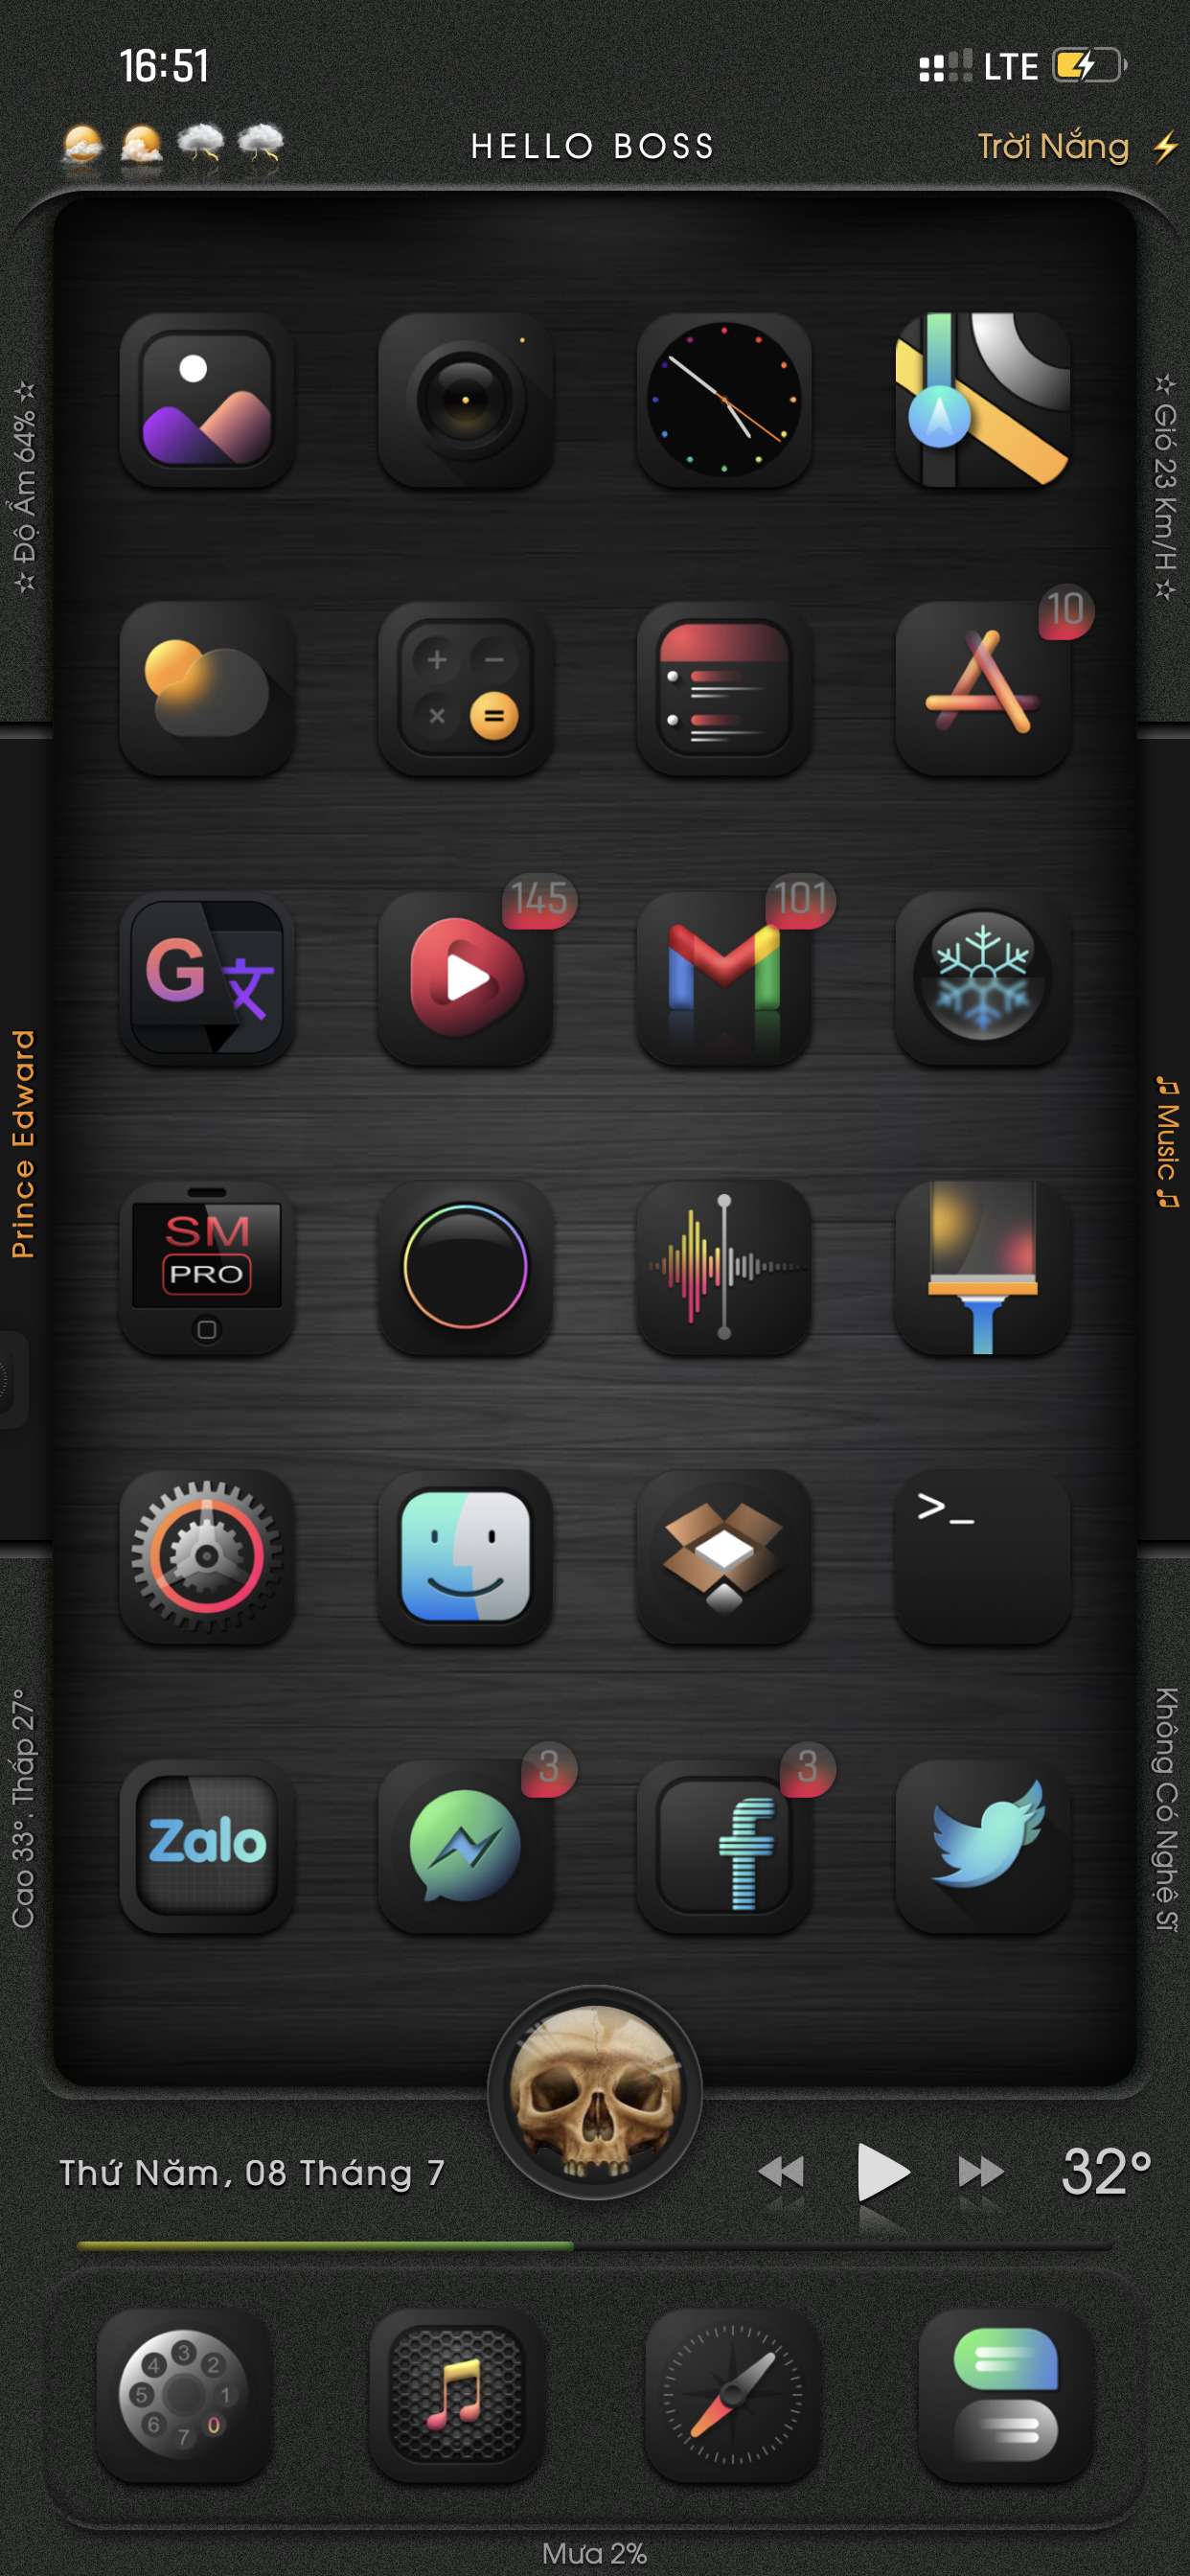 16:51
LTE
HELLO BOSS
Trời Nắng ⚡
☆ Độ Ẩm 64% ☆
☆ Gió 23 Km/H ☆
10
G 文
145
101
Prince Edward
♫ Music ♫
SM
PRO
>_
Cao 33°. Thấp 27°
Không Có Nghệ Sĩ
Zalo
3
f
3
Thứ Năm, 08 Tháng 7
32°
3
4 2
5 1
6 0
7
Mưa 2%